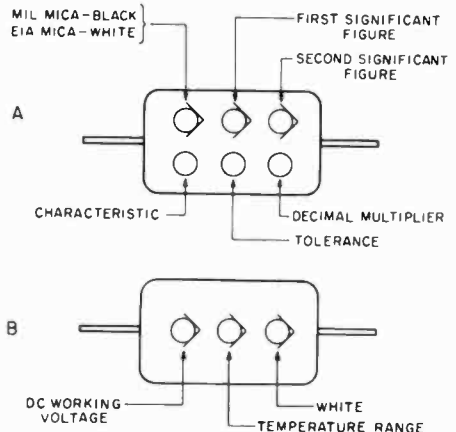 MIL MICA-BLACK
EIA MICA-WHITE
FIRST SIGNIFICANT
FIGURE
SECOND SIGNIFICANT
FIGURE
A
CHARACTERISTIC
DECIMAL MULTIPLIER
TOLERANCE
B
DC WORKING
VOLTAGE
WHITE
TEMPERATURE RANGE